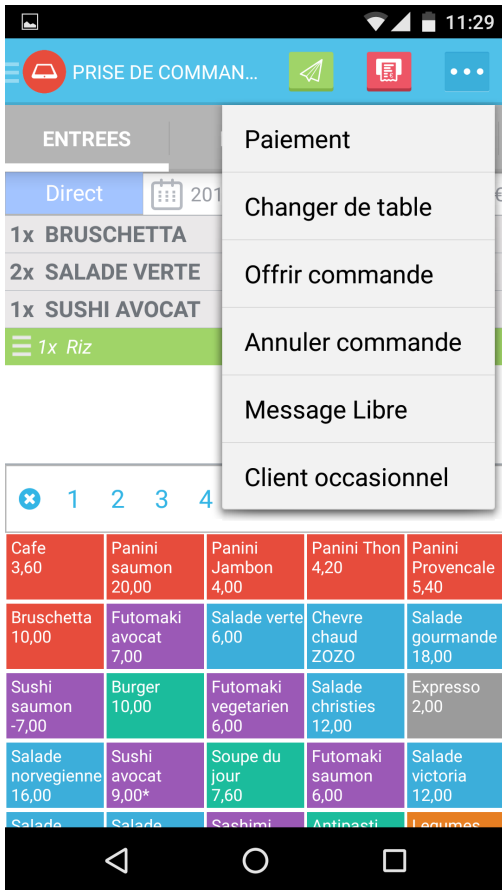 11:29
PRISE DE COMMAN...
ENTREES
Direct
201
1x BRUSCHETTA
2x SALADE VERTE
1x SUSHI AVOCAT
1x Riz
Paiement
Changer de table
Offrir commande
Annuler commande
Message Libre
Client occasionnel
1 2 3 4
Cafe
3,60
Panini
saumon
20,00
Panini
Jambon
4,00
Panini Thon
4,20
Panini
Provencale
5,40
Bruschetta
10,00
Futomaki
avocat
7,00
Salade verte
6,00
Chevre
chaud
ZOZO
Salade
gourmande
18,00
Sushi
saumon
-7,00
Burger
10,00
Futomaki
vegetarien
6,00
Salade
christies
12,00
Expresso
2,00
Salade
norvegienne
16,00
Sushi
avocat
9,00*
Soupe du
jour
7,60
Futomaki
saumon
6,00
Salade
victoria
12,00
Salade
Salade
Sashimi
Antipasti
Legumes